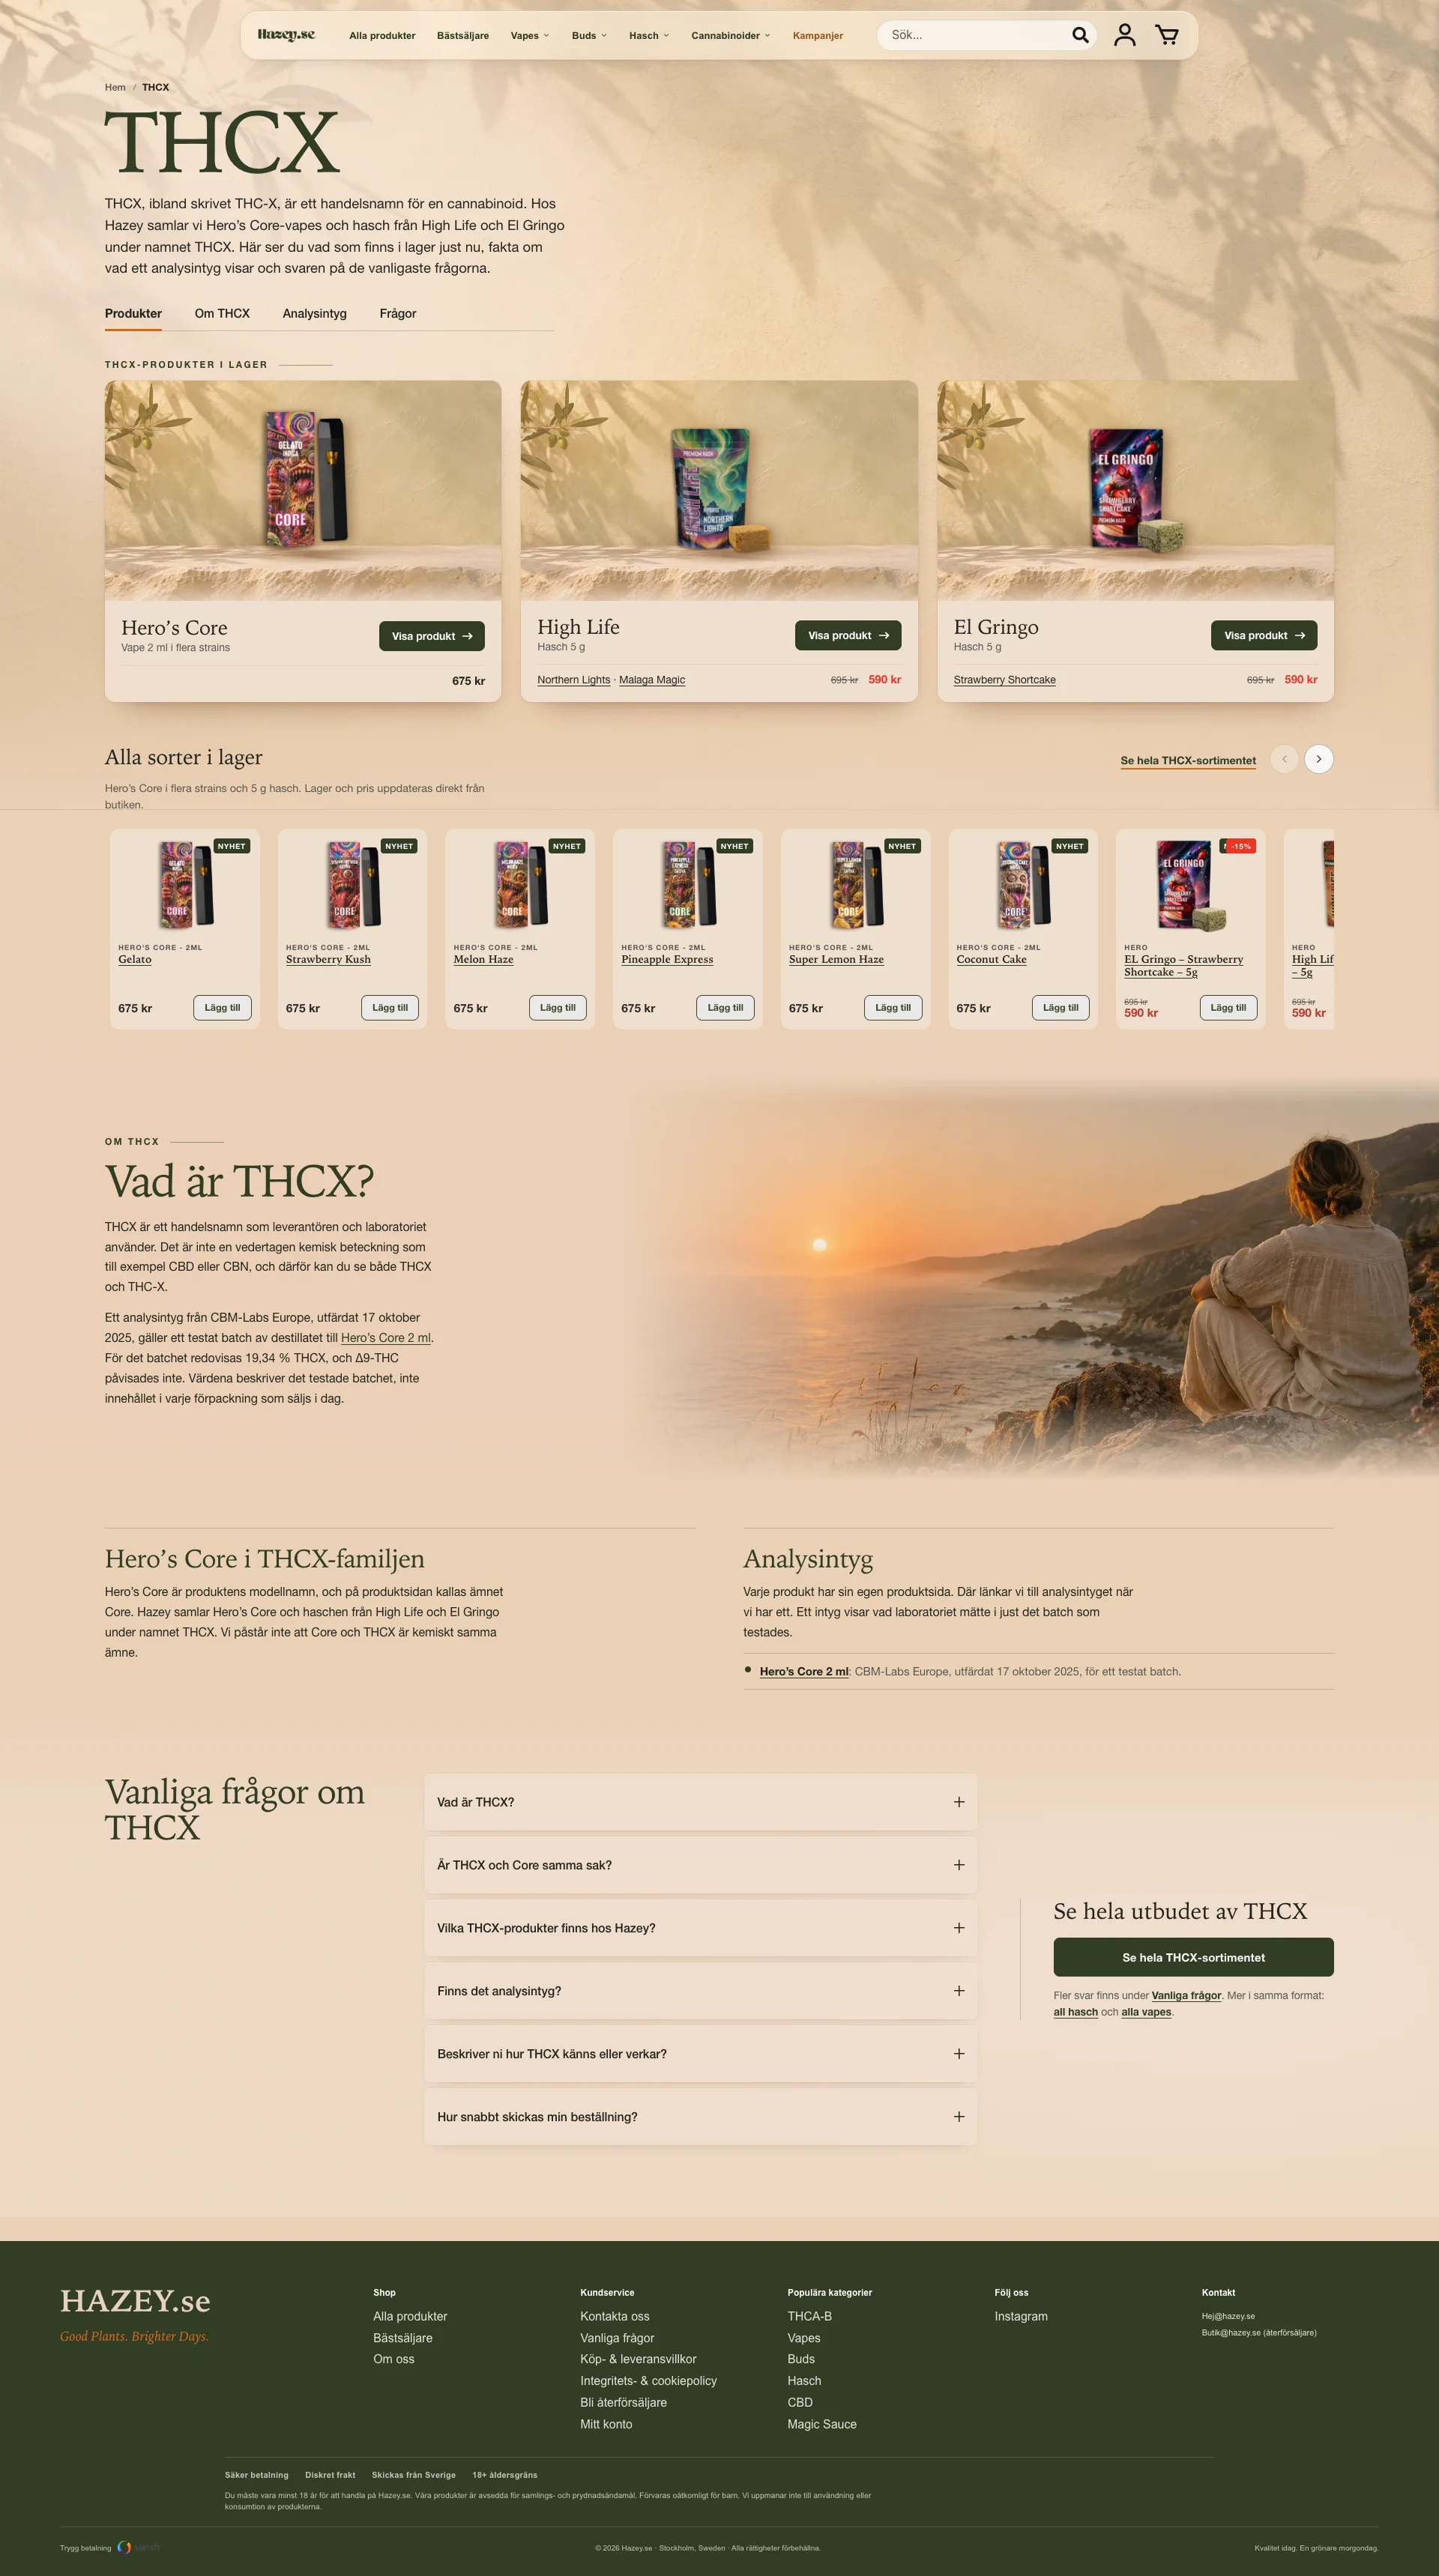 Hazey.se
Alla produkter
Bästsäljare
Vapes
Buds
Hasch
Cannabinoider
Kampanjer
Sök...
Hem / THCX
THCX
THCX, ibland skrivet THC-X, är ett handelsnamn för en cannabinoid. Hos
Hazey samlar vi Hero’s Core-vapes och hasch från High Life och El Gringo
under namnet THCX. Här ser du vad som finns i lager just nu, fakta om
vad ett analysintyg visar och svaren på de vanligaste frågorna.
Produkter
Om THCX
Analysintyg
Frågor
THCX-PRODUKTER I LAGER
GELATO
INDICA
CORE
PREMIUM HASH
HIGH LIFE
NORTHERN
LIGHTS
EL GRINGO
STRAWBERRY
SHORTCAKE
PREMIUM HASH
Hero’s Core
Vape 2 ml i flera strains
Visa produkt
675 kr
High Life
Hasch 5 g
Visa produkt
Northern Lights · Malaga Magic
695 kr 590 kr
El Gringo
Hasch 5 g
Visa produkt
Strawberry Shortcake
695 kr 590 kr
Alla sorter i lager
Hero’s Core i flera strains och 5 g hasch. Lager och pris uppdateras direkt från
butiken.
Se hela THCX-sortimentet
NYHET
HERO'S CORE - 2ML
Gelato
675 kr
Lägg till
NYHET
HERO'S CORE - 2ML
Strawberry Kush
675 kr
Lägg till
NYHET
HERO'S CORE - 2ML
Melon Haze
675 kr
Lägg till
NYHET
HERO'S CORE - 2ML
Pineapple Express
675 kr
Lägg till
NYHET
HERO'S CORE - 2ML
Super Lemon Haze
675 kr
Lägg till
NYHET
HERO'S CORE - 2ML
Coconut Cake
675 kr
Lägg till
-15%
HERO
EL Gringo – Strawberry
Shortcake – 5g
695 kr
590 kr
Lägg till
HERO
High Lif
– 5g
695 kr
590 kr
OM THCX
Vad är THCX?
THCX är ett handelsnamn som leverantören och laboratoriet
använder. Det är inte en vedertagen kemisk beteckning som
till exempel CBD eller CBN, och därför kan du se både THCX
och THC-X.
Ett analysintyg från CBM-Labs Europe, utfärdat 17 oktober
2025, gäller ett testat batch av destillatet till Hero’s Core 2 ml.
För det batchet redovisas 19,34 % THCX, och Δ9-THC
påvisades inte. Värdena beskriver det testade batchet, inte
innehållet i varje förpackning som säljs i dag.
Hero’s Core i THCX-familjen
Hero’s Core är produktens modellnamn, och på produktsidan kallas ämnet
Core. Hazey samlar Hero’s Core och haschen från High Life och El Gringo
under namnet THCX. Vi påstår inte att Core och THCX är kemiskt samma
ämne.
Analysintyg
Varje produkt har sin egen produktsida. Där länkar vi till analysintyget när
vi har ett. Ett intyg visar vad laboratoriet mätte i just det batch som
testades.
Hero’s Core 2 ml: CBM-Labs Europe, utfärdat 17 oktober 2025, för ett testat batch.
Vanliga frågor om
THCX
Vad är THCX?
Är THCX och Core samma sak?
Vilka THCX-produkter finns hos Hazey?
Finns det analysintyg?
Beskriver ni hur THCX känns eller verkar?
Hur snabbt skickas min beställning?
Se hela utbudet av THCX
Se hela THCX-sortimentet
Fler svar finns under Vanliga frågor. Mer i samma format:
all hasch och alla vapes.
HAZEY.se
Good Plants. Brighter Days.
Shop
Alla produkter
Bästsäljare
Om oss
Kundservice
Kontakta oss
Vanliga frågor
Köp- & leveransvillkor
Integritets- & cookiepolicy
Bli återförsäljare
Mitt konto
Populära kategorier
THCA-B
Vapes
Buds
Hasch
CBD
Magic Sauce
Följ oss
Instagram
Kontakt
Hej@hazey.se
Butik@hazey.se (återförsäljare)
Säker betalning
Diskret frakt
Skickas från Sverige
18+ åldersgräns
Du måste vara minst 18 år för att handla på Hazey.se. Våra produkter är avsedda för samlings- och prydnadsändamål. Förvaras oåtkomligt för barn. Vi uppmanar inte till användning eller
konsumtion av produkterna.
Trygg betalning
© 2026 Hazey.se · Stockholm, Sweden · Alla rättigheter förbehållna.
Kvalitet idag. En grönare morgondag.